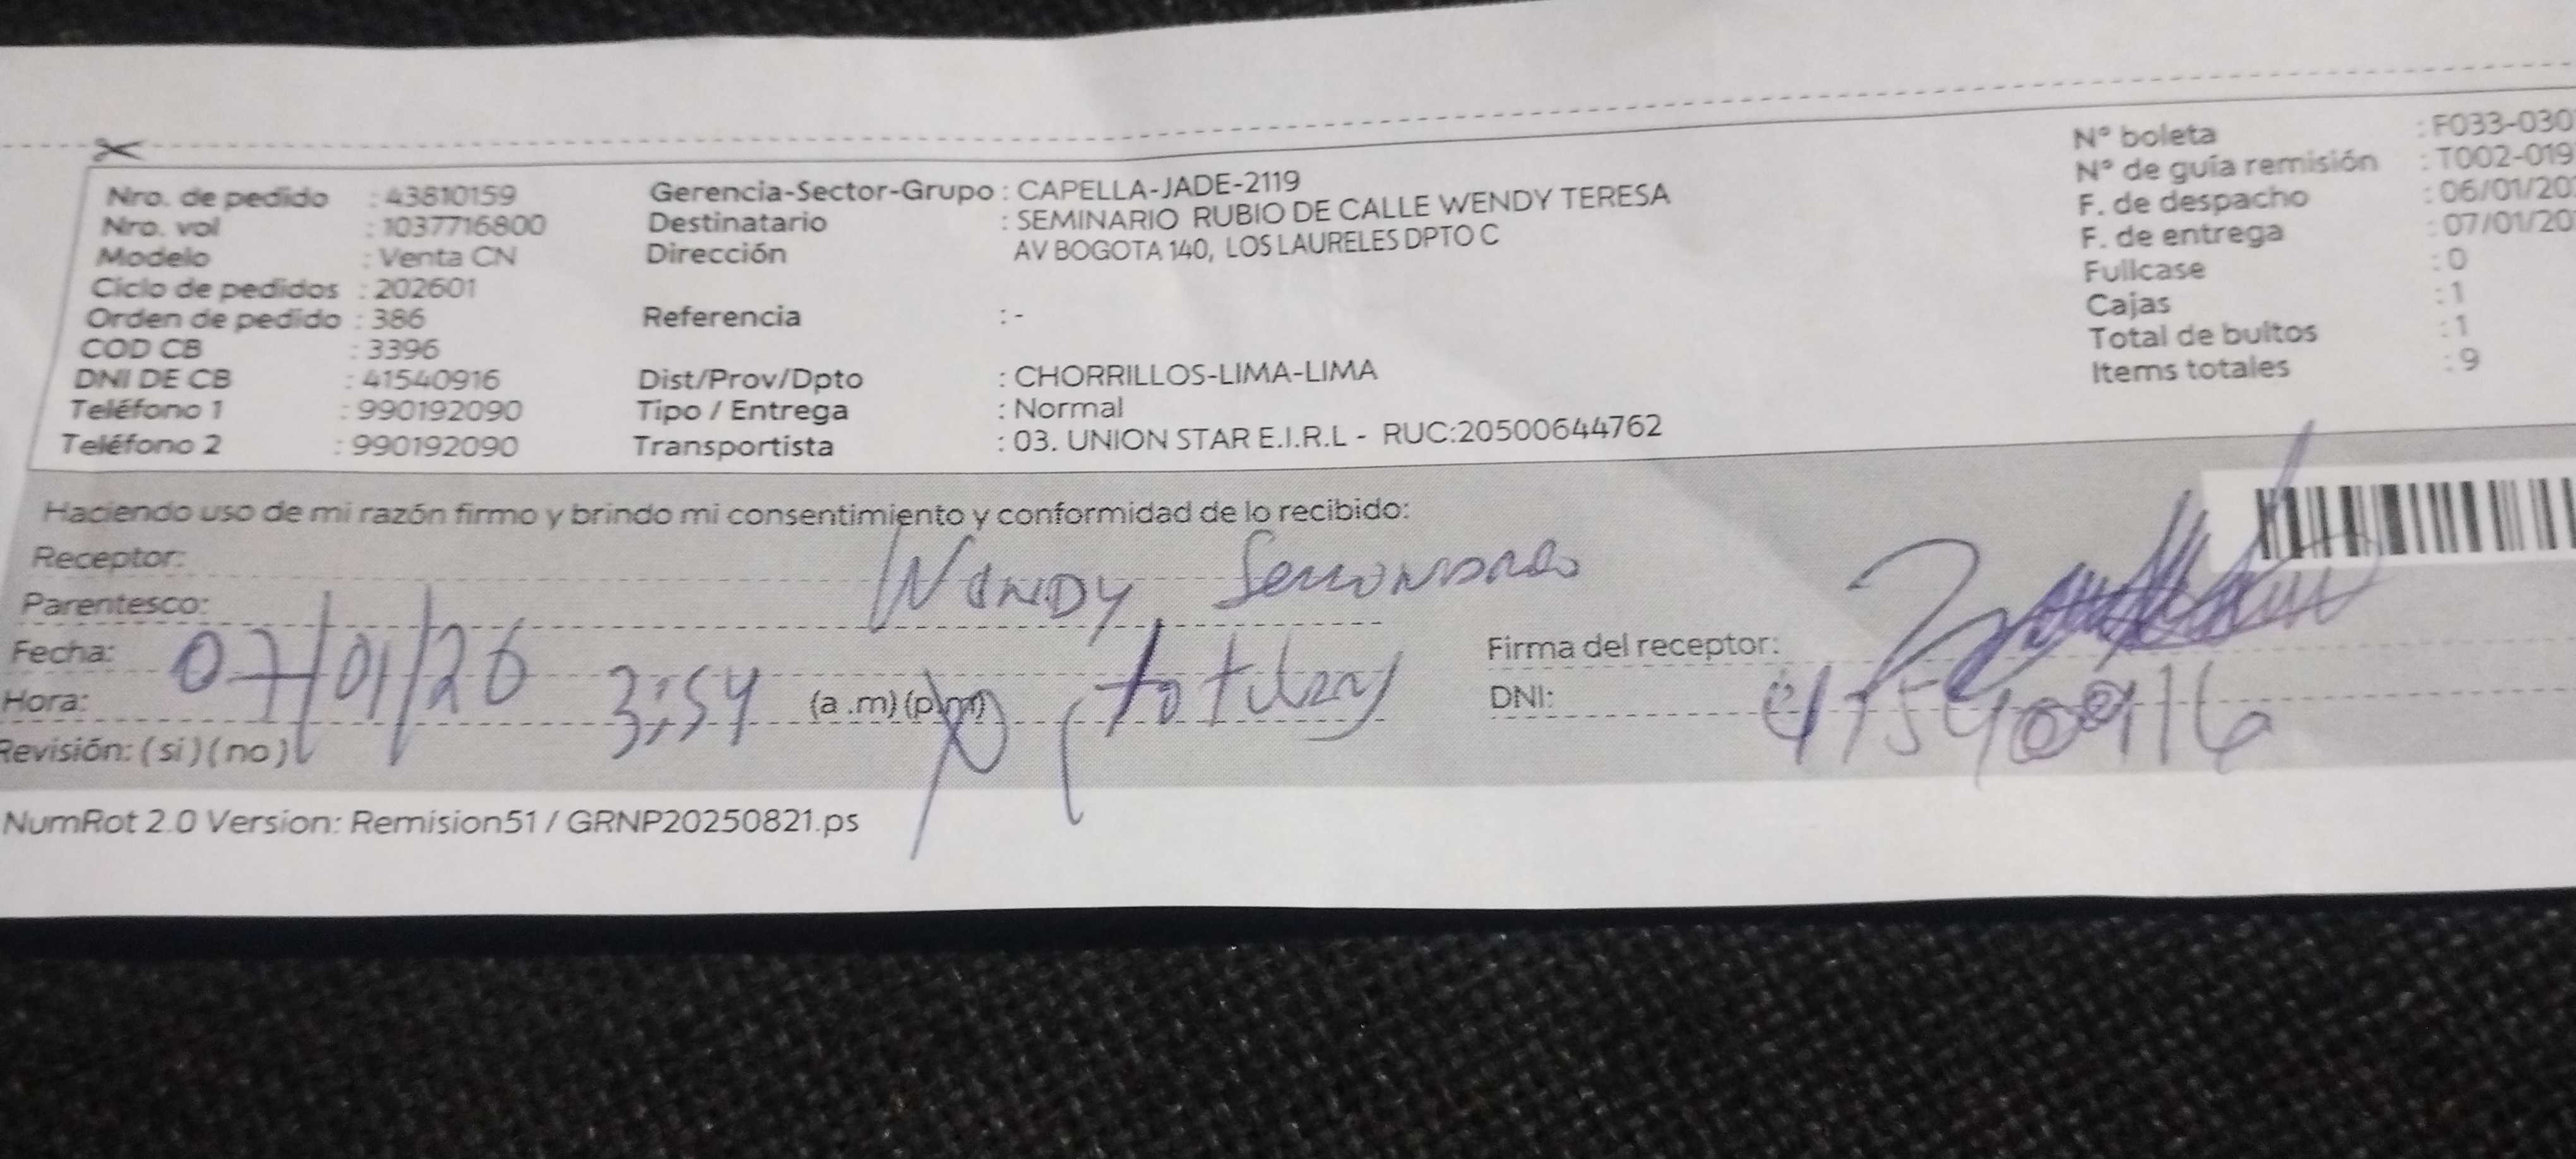 Nro. de pedido : 43810159 Gerencia-Sector-Grupo : CAPELLA-JADE-2119 N° boleta : F033-030
Nro. vol : 1037716800 Destinatario : SEMINARIO RUBIO DE CALLE WENDY TERESA N° de guía remisión : T002-019
Modelo : Venta CN Dirección AV BOGOTA 140, LOS LAURELES DPTO C F. de despacho : 06/01/20
Ciclo de pedidos : 202601 F. de entrega : 07/01/20
Orden de pedido : 386 Referencia : - Fullcase : 0
COD CB : 3396 Cajas : 1
DNI DE CB : 41540916 Dist/Prov/Dpto : CHORRILLOS-LIMA-LIMA Total de bultos : 1
Teléfono 1 : 990192090 Tipo / Entrega : Normal Items totales : 9
Teléfono 2 : 990192090 Transportista : 03. UNION STAR E.I.R.L - RUC:20500644762
Haciendo uso de mi razón firmo y brindo mi consentimiento y conformidad de lo recibido:
Receptor: Wendy Seminario
Parentesco:
Fecha: 07/01/26 Firma del receptor:
Hora: 3:54 (a .m) (p.m) DNI: 41540916
Revisión: ( si ) ( no )
NumRot 2.0 Version: Remision51 / GRNP20250821.ps